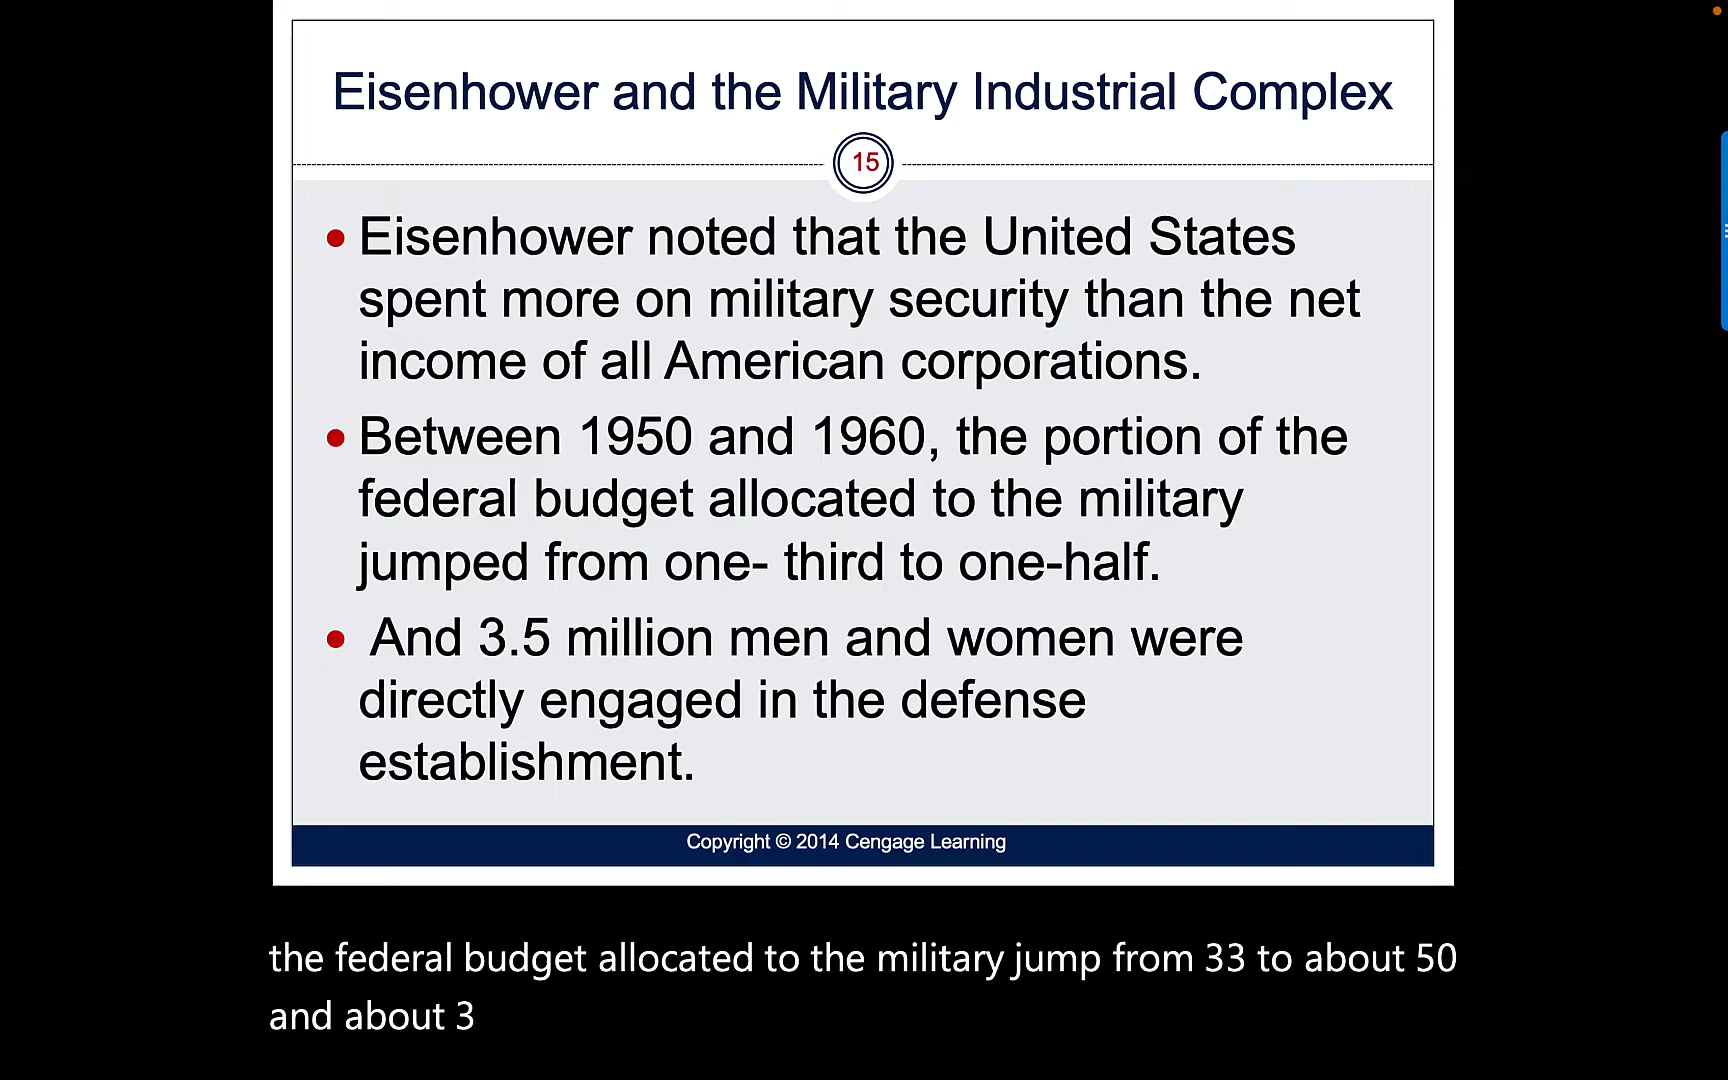 Eisenhower and the Military Industrial Complex
15
• Eisenhower noted that the United States
spent more on military security than the net
income of all American corporations.
• Between 1950 and 1960, the portion of the
federal budget allocated to the military
jumped from one- third to one-half.
• And 3.5 million men and women were
directly engaged in the defense
establishment.
Copyright © 2014 Cengage Learning
the federal budget allocated to the military jump from 33 to about 50
and about 3